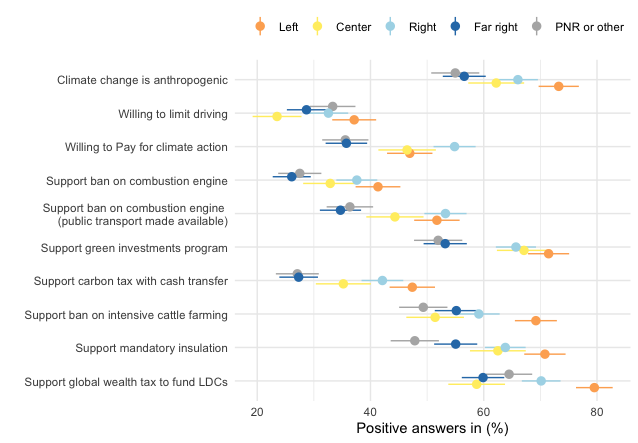 Left Center Right Far right PNR or other
Climate change is anthropogenic
Willing to limit driving
Willing to Pay for climate action
Support ban on combustion engine
Support ban on combustion engine
(public transport made available)
Support green investments program
Support carbon tax with cash transfer
Support ban on intensive cattle farming
Support mandatory insulation
Support global wealth tax to fund LDCs
20 40 60 80
Positive answers in (%)